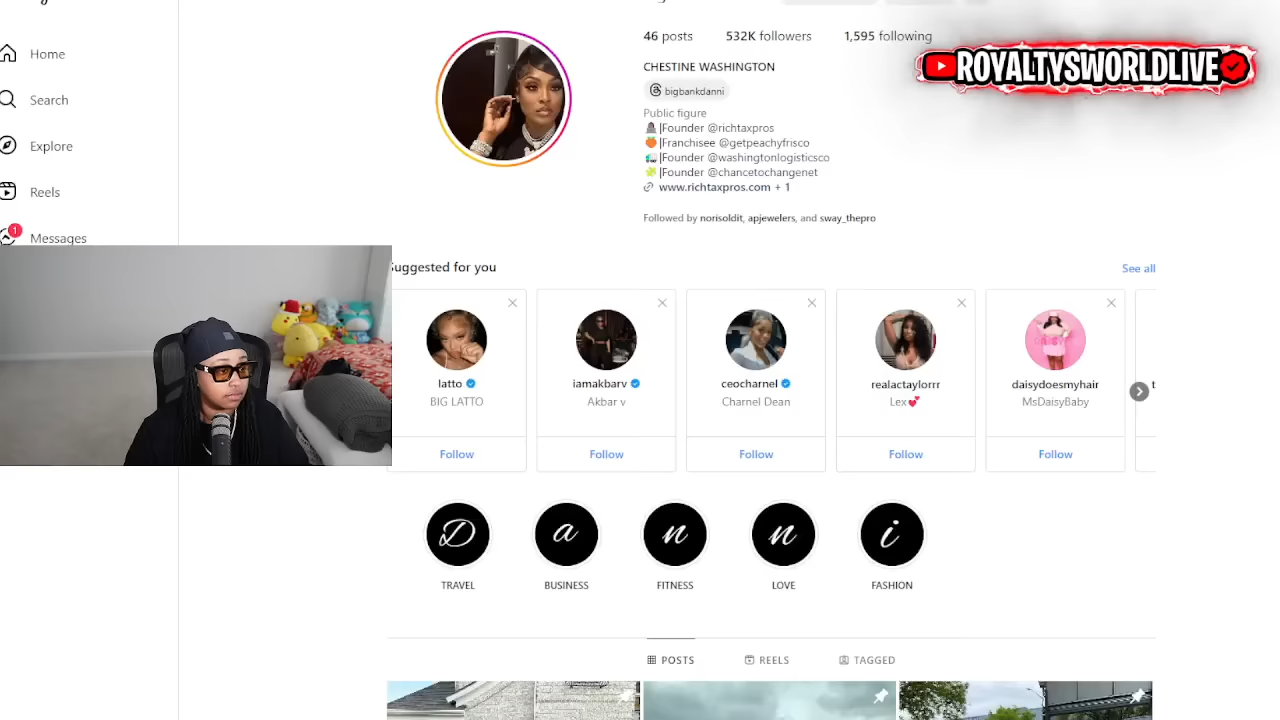 Home
Search
Explore
Reels
1
Messages
46 posts 532K followers 1,595 following
CHESTINE WASHINGTON
bigbankdanni
Public figure
|Founder @richtaxpros
|Franchisee @getpeachyfrisco
|Founder @washingtonlogisticsco
|Founder @chancetochangenet
www.richtaxpros.com + 1
Followed by norisoldit, apjewelers, and sway_thepro
ROYALTYSWORLDLIVE
Suggested for you
See all
latto
BIG LATTO
Follow
iamakbarv
Akbar v
Follow
ceocharnel
Charnel Dean
Follow
realactaylorrr
Lex
Follow
daisydoesmyhair
MsDaisyBaby
Follow
D a n n i
TRAVEL BUSINESS FITNESS LOVE FASHION
POSTS REELS TAGGED